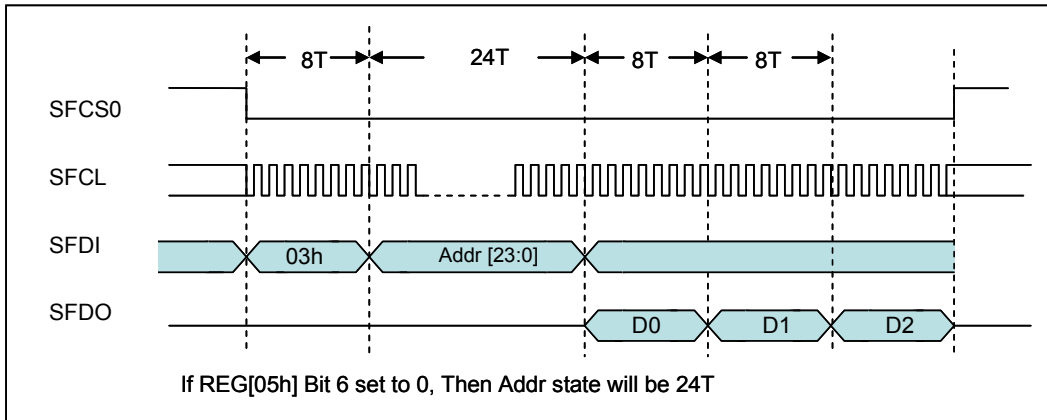 8T 24T 8T 8T
SFCS0
SFCL
SFDI 03h Addr [23:0]
SFDO D0 D1 D2
If REG[05h] Bit 6 set to 0, Then Addr state will be 24T